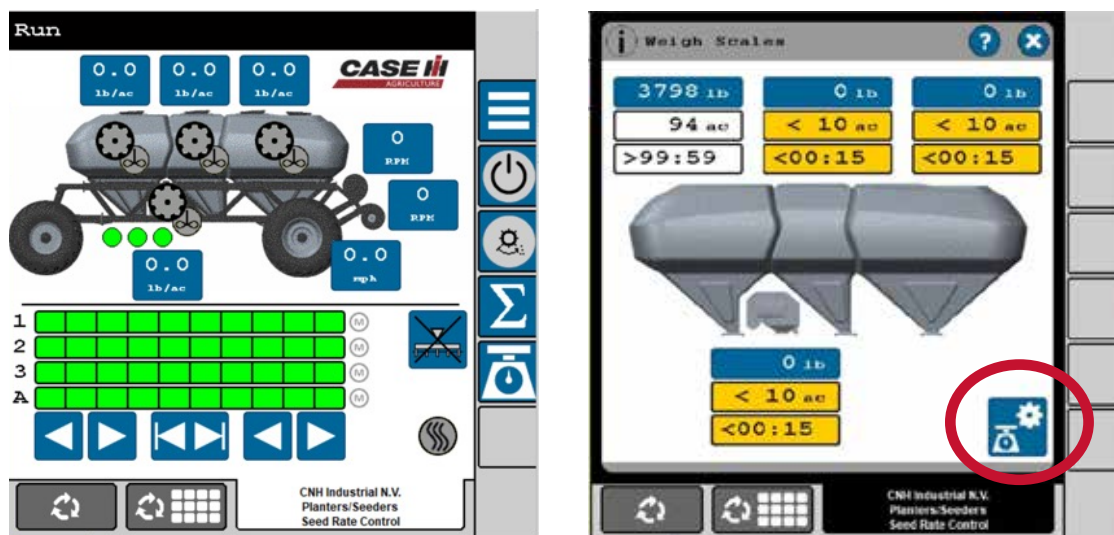 Run
0.0
lb/ac
0.0
lb/ac
0.0
lb/ac
CASE IH
AGRICULTURE
0
RPM
0
RPM
0.0
mph
0.0
lb/ac
1
M
2
M
3
M
A
M
CNH Industrial N.V.
Planters/Seeders
Seed Rate Control
i Weigh Scales ?
3798 lb
94 ac
>99:59
0 lb
< 10 ac
<00:15
0 lb
< 10 ac
<00:15
0 lb
< 10 ac
<00:15
CNH Industrial N.V.
Planters/Seeders
Seed Rate Control